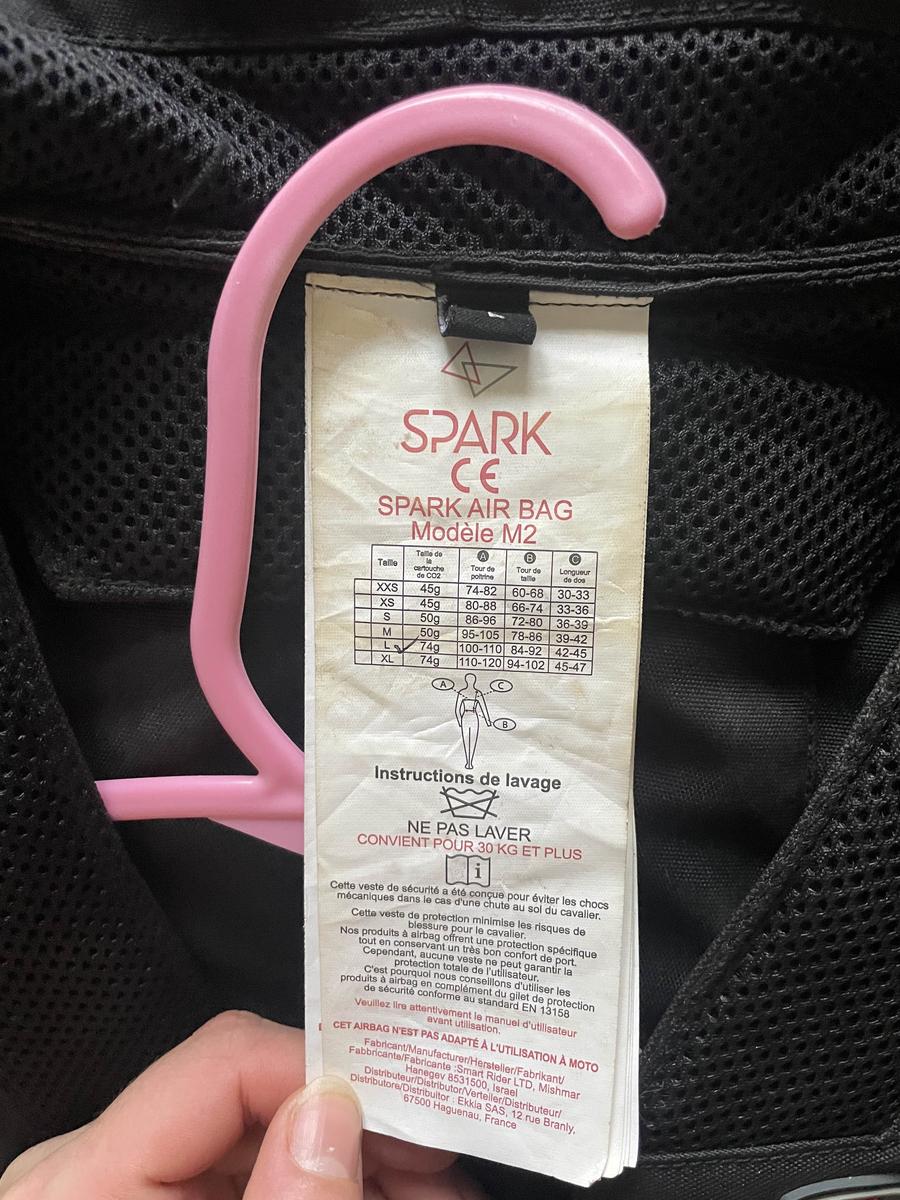 SPARK
CE
SPARK AIR BAG
Modèle M2
Taille Taille de la cartouche de CO2 A Tour de poitrine B Tour de taille C Longueur de dos
XXS 45g 74-82 60-68 30-33
XS 45g 80-88 66-74 33-36
S 50g 86-96 72-80 36-39
M 50g 95-105 78-86 39-42
L 74g 100-110 84-92 42-45
XL 74g 110-120 94-102 45-47
A C
B
Instructions de lavage
NE PAS LAVER
CONVIENT POUR 30 KG ET PLUS
i
Cette veste de sécurité a été conçue pour éviter les chocs
mécaniques dans le cas d'une chute au sol du cavalier.
Cette veste de protection minimise les risques de
blessure pour le cavalier.
Nos produits à airbag offrent une protection spécifique
tout en conservant un très bon confort de port.
Cependant, aucune veste ne peut garantir la
protection totale de l'utilisateur.
C'est pourquoi nous conseillons d'utiliser les
produits à airbag en complément du gilet de protection
de sécurité conforme au standard EN 13158
Veuillez lire attentivement le manuel d'utilisateur
avant utilisation.
CET AIRBAG N'EST PAS ADAPTÉ À L'UTILISATION À MOTO
Fabricant/Manufacturer/Hersteller/Fabrikant/
Fabbricante/Fabricante :Smart Rider LTD, Mishmar
Hanegev 8531500, Israel
Distributeur/Distributor/Verteiler/Distributeur/
Distributore/Distribuitor : Ekkia SAS, 12 rue Branly,
67500 Haguenau, France